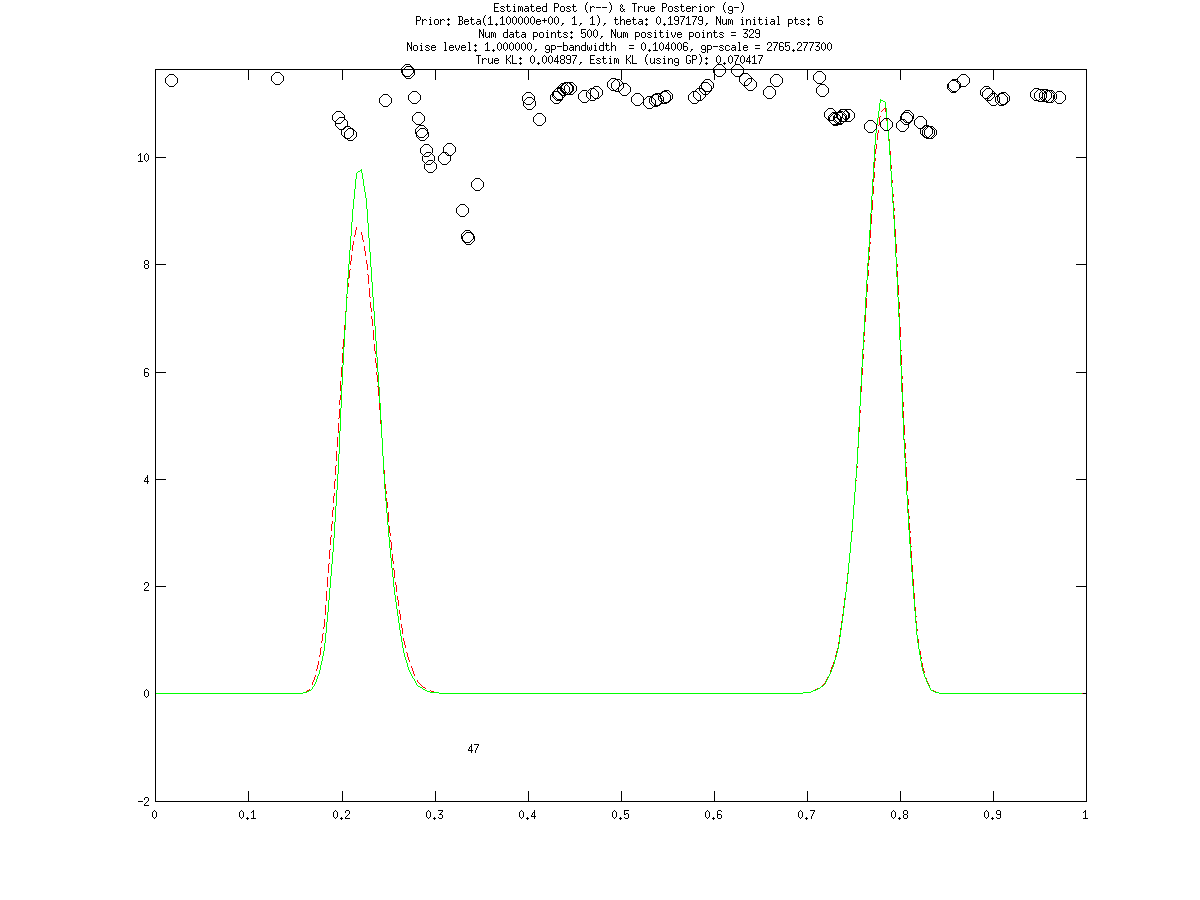 Estimated Post (r--) & True Posterior (g-)
Prior: Beta(1.100000e+00, 1, 1), theta: 0.197179, Num initial pts: 6
Num data points: 500, Num positive points = 329
Noise level: 1.000000, gp-bandwidth  = 0.104006, gp-scale = 2765.277300
True KL: 0.004897, Estim KL (using GP): 0.070417
10
8
6
4
2
0
47
-2
0 0.1 0.2 0.3 0.4 0.5 0.6 0.7 0.8 0.9 1